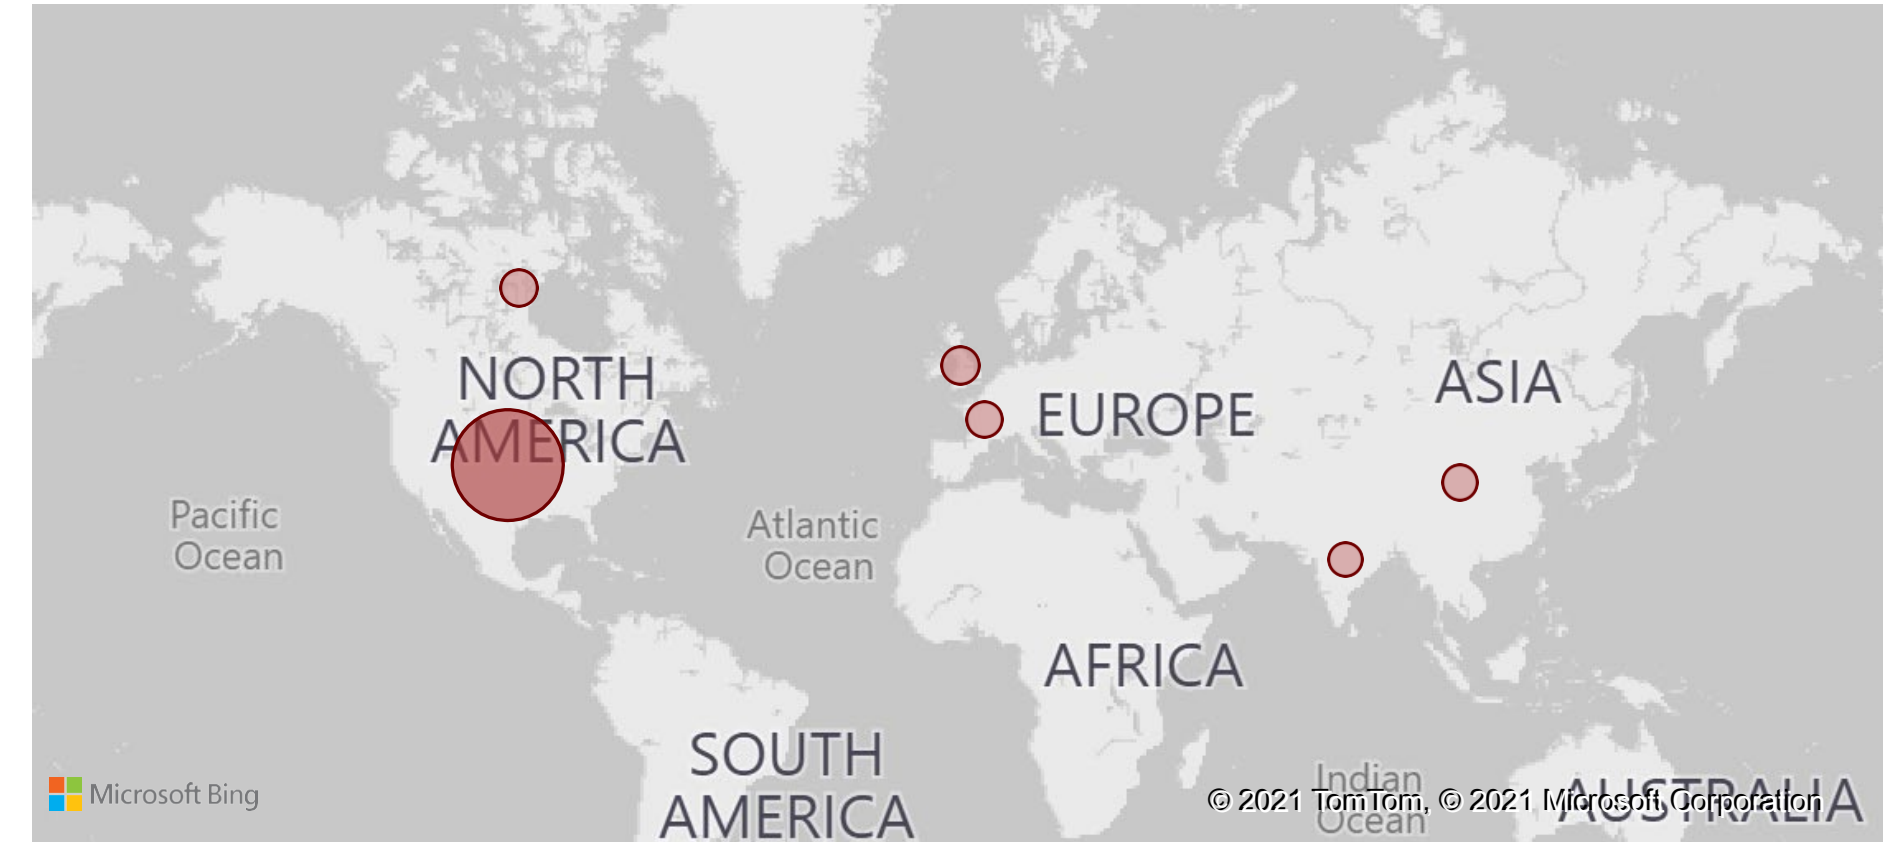 NORTH
AMERICA
EUROPE
ASIA
Pacific
Ocean
Atlantic
Ocean
AFRICA
SOUTH
AMERICA
Indian
Ocean
AUSTRALIA
Microsoft Bing
© 2021 TomTom, © 2021 Microsoft Corporation